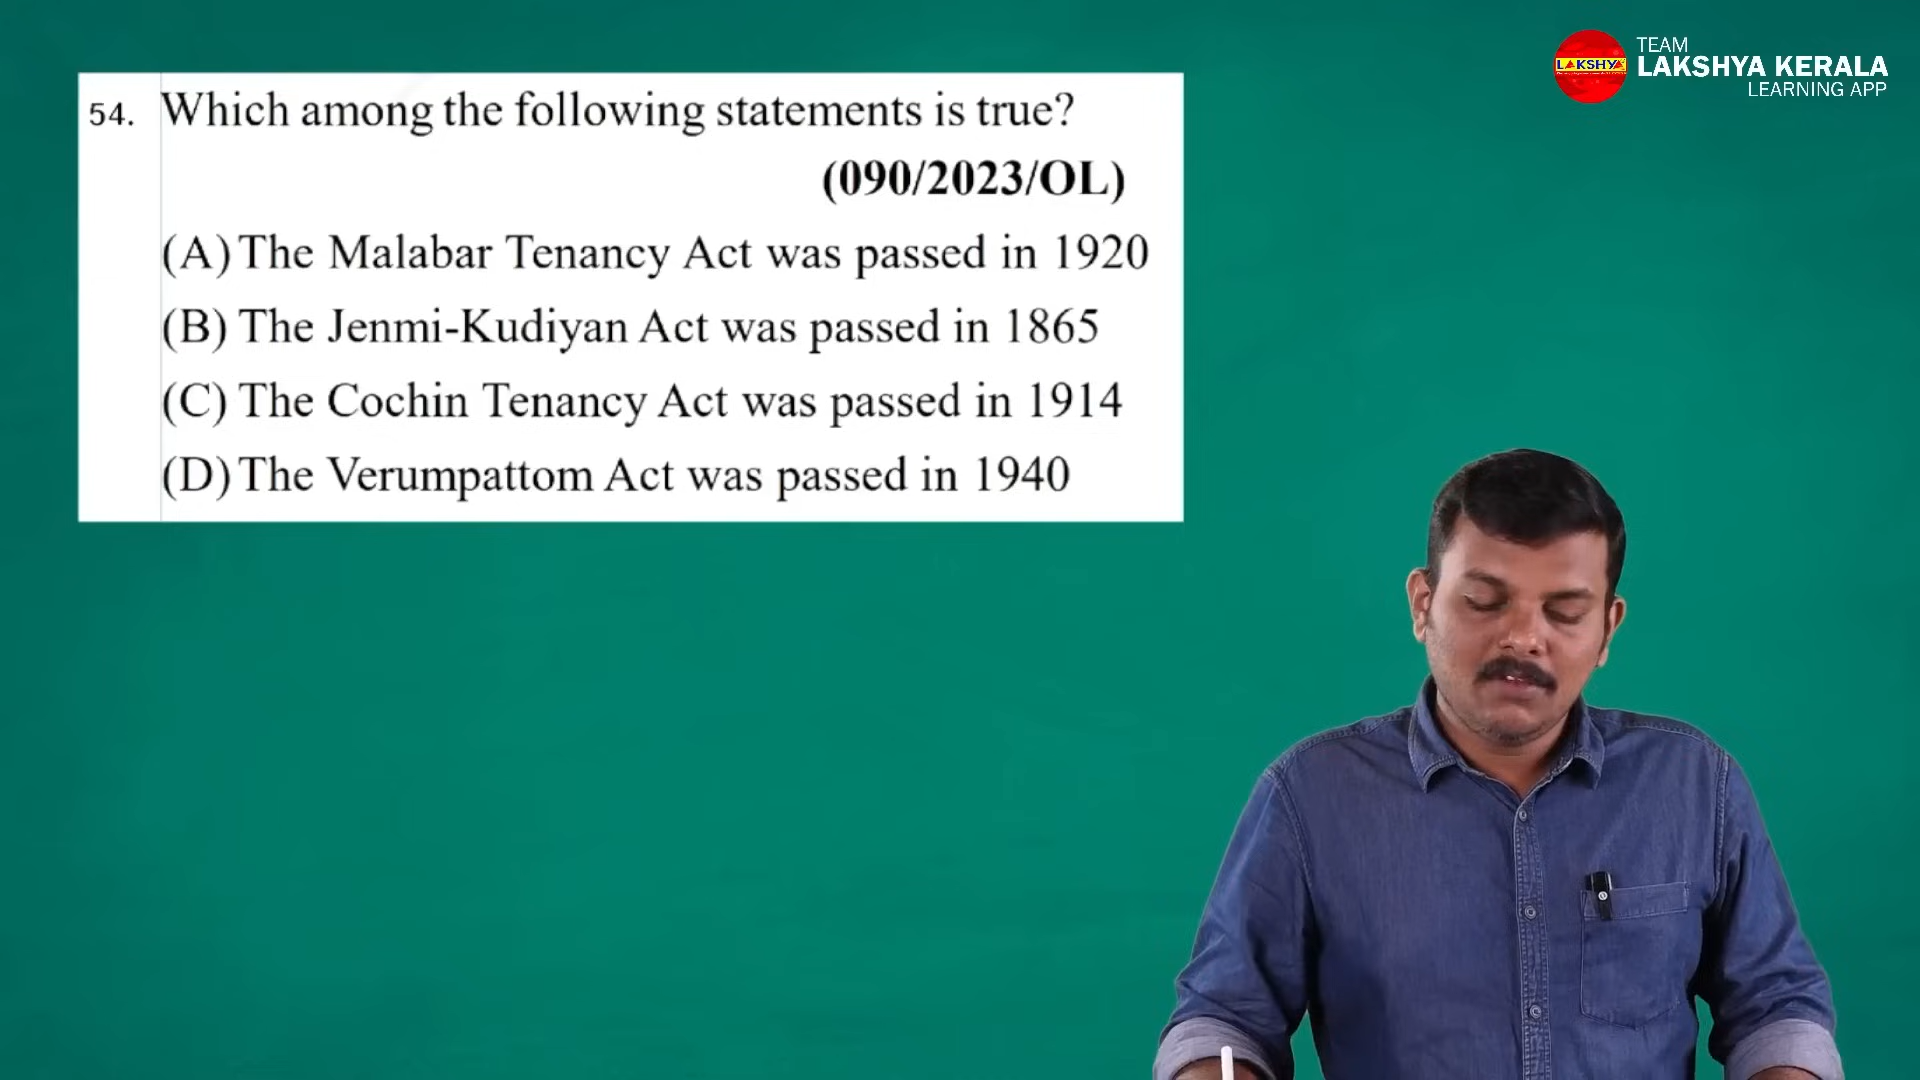 TEAM
LAKSHYA
LAKSHYA KERALA
LEARNING APP
54. Which among the following statements is true?
(090/2023/OL)
(A) The Malabar Tenancy Act was passed in 1920
(B) The Jenmi-Kudiyan Act was passed in 1865
(C) The Cochin Tenancy Act was passed in 1914
(D) The Verumpattom Act was passed in 1940